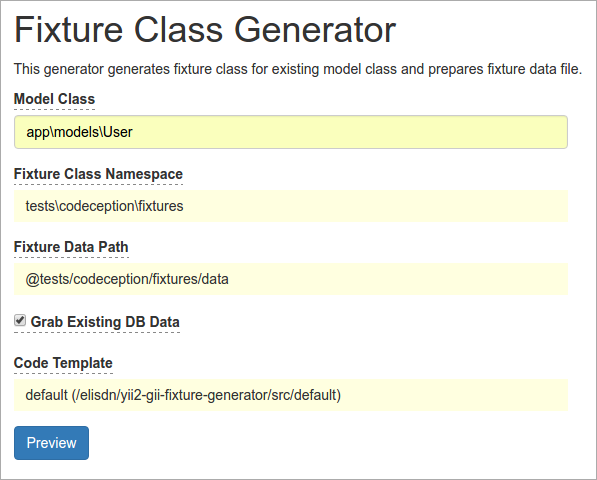 Fixture Class Generator
This generator generates fixture class for existing model class and prepares fixture data file.
Model Class
app\models\User
Fixture Class Namespace
tests\codeception\fixtures
Fixture Data Path
@tests/codeception/fixtures/data
Grab Existing DB Data
Code Template
default (/elisdn/yii2-gii-fixture-generator/src/default)
Preview